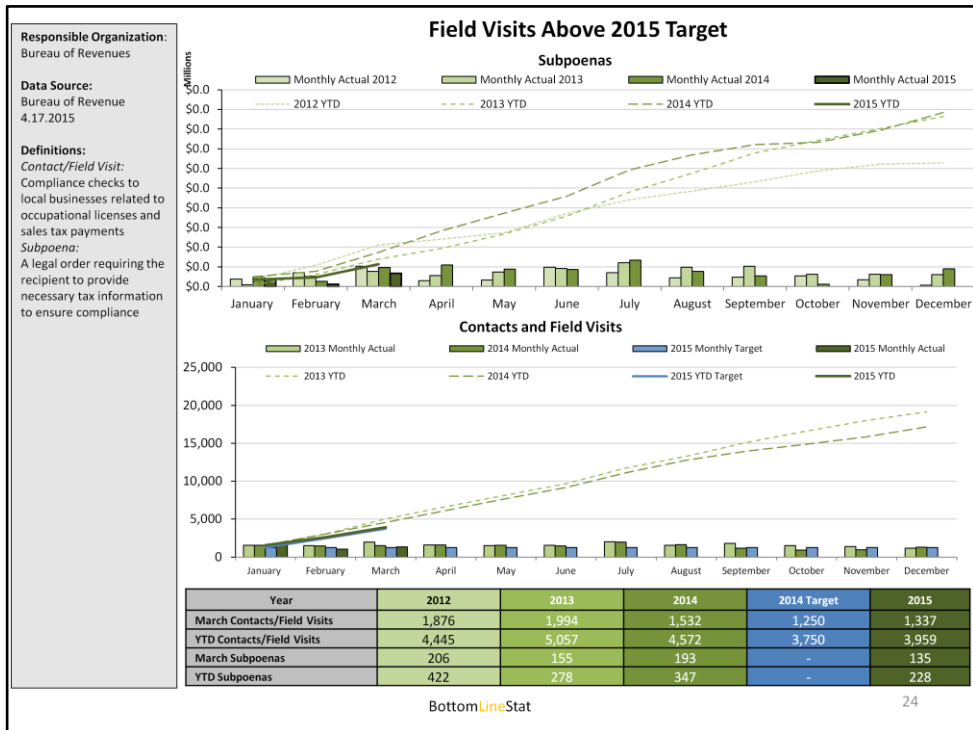 Field Visits Above 2015 Target
Responsible Organization:
Bureau of Revenues
Data Source:
Bureau of Revenue
4.17.2015
Definitions:
Contact/Field Visit:
Compliance checks to
local businesses related to
occupational licenses and
sales tax payments
Subpoena:
A legal order requiring the
recipient to provide
necessary tax information
to ensure compliance
Subpoenas
Millions
Monthly Actual 2012 Monthly Actual 2013 Monthly Actual 2014 Monthly Actual 2015
2012 YTD 2013 YTD 2014 YTD 2015 YTD
$0.0
$0.0
$0.0
$0.0
$0.0
$0.0
$0.0
$0.0
$0.0
$0.0
$0.0
January February March April May June July August September October November December
Contacts and Field Visits
2013 Monthly Actual 2014 Monthly Actual 2015 Monthly Target 2015 Monthly Actual
2013 YTD 2014 YTD 2015 YTD Target 2015 YTD
25,000
20,000
15,000
10,000
5,000
0
January February March April May June July August September October November December
Year 2012 2013 2014 2014 Target 2015
March Contacts/Field Visits 1,876 1,994 1,532 1,250 1,337
YTD Contacts/Field Visits 4,445 5,057 4,572 3,750 3,959
March Subpoenas 206 155 193 - 135
YTD Subpoenas 422 278 347 - 228
BottomLineStat
24